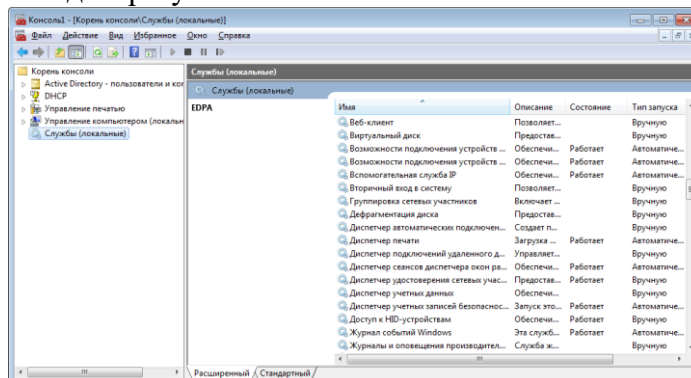 Консоль1 - [Корень консоли\Службы (локальные)]
Файл Действие Вид Избранное Окно Справка
Корень консоли
Active Directory - пользователи и ком
DHCP
Управление печатью
Управление компьютером (локальн
Службы (локальные)
Службы (локальные)
Службы (локальные)
EDPA
Имя Описание Состояние Тип запуска
Веб-клиент Позволяет... Вручную
Виртуальный диск Предостав... Вручную
Возможности подключения устройств ... Обеспечи... Работает Автоматиче...
Возможности подключения устройств ... Обеспечи... Работает Автоматиче...
Вспомогательная служба IP Обеспечи... Работает Автоматиче...
Вторичный вход в систему Позволяет... Вручную
Группировка сетевых участников Включает ... Вручную
Дефрагментация диска Предостав... Вручную
Диспетчер автоматических подключен... Создает п... Вручную
Диспетчер печати Загрузка ... Работает Автоматиче...
Диспетчер подключений удаленного д... Управляет... Вручную
Диспетчер сеансов диспетчера окон ра... Обеспечи... Работает Автоматиче...
Диспетчер удостоверения сетевых учас... Предостав... Работает Вручную
Диспетчер учетных данных Обеспечи... Вручную
Диспетчер учетных записей безопаснос... Запуск это... Работает Автоматиче...
Доступ к HID-устройствам Обеспечи... Работает Автоматиче...
Журнал событий Windows Эта служб... Работает Автоматиче...
Журналы и оповещения производител... Служба ж... Вручную
Расширенный Стандартный